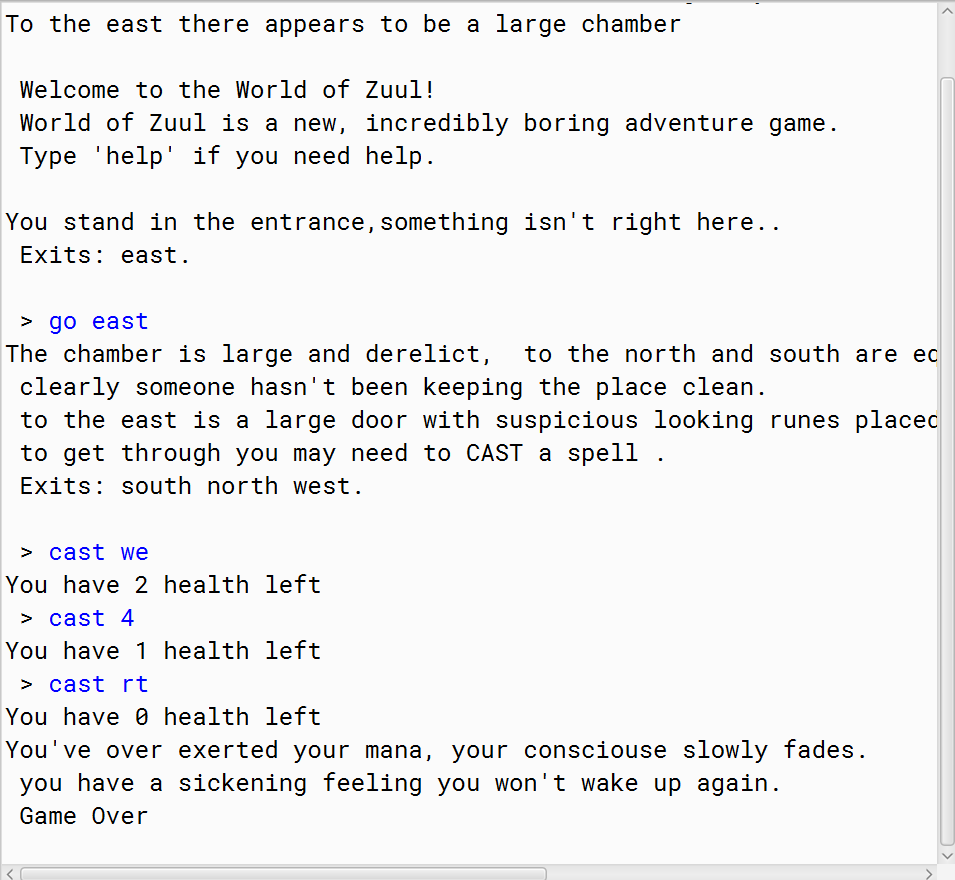 To the east there appears to be a large chamber
Welcome to the World of Zuul!
World of Zuul is a new, incredibly boring adventure game.
Type 'help' if you need help.
You stand in the entrance,something isn't right here..
Exits: east.
> go east
The chamber is large and derelict,  to the north and south are
clearly someone hasn't been keeping the place clean.
to the east is a large door with suspicious looking runes placed
to get through you may need to CAST a spell .
Exits: south north west.
> cast we
You have 2 health left
> cast 4
You have 1 health left
> cast rt
You have 0 health left
You've over exerted your mana, your consciouse slowly fades.
you have a sickening feeling you won't wake up again.
Game Over